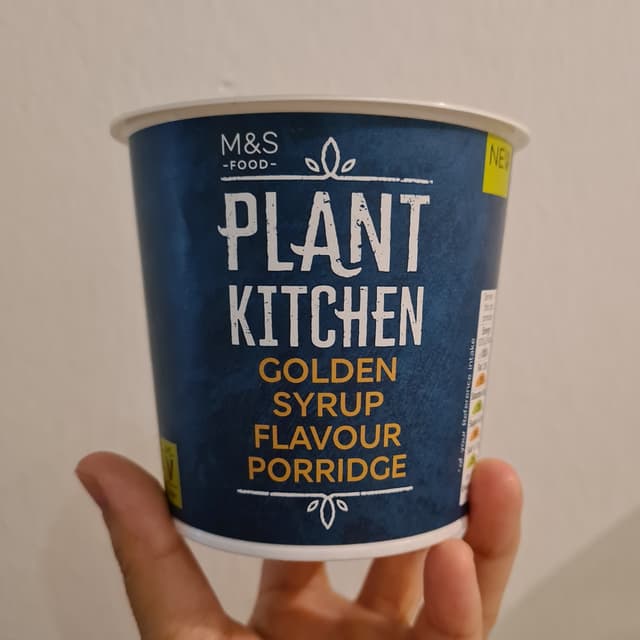 M&S
-FOOD-
NEW
PLANT
KITCHEN
GOLDEN
SYRUP
FLAVOUR
PORRIDGE